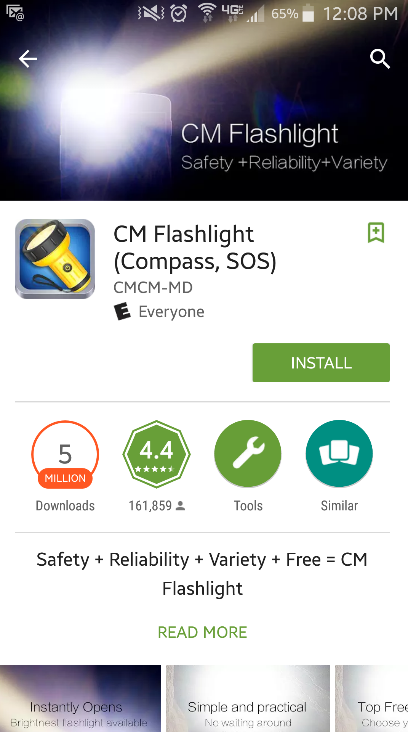 4G LTE 65% 12:08 PM
CM Flashlight
Safety +Reliability+Variety
CM Flashlight
(Compass, SOS)
CMCM-MD
E Everyone
INSTALL
5
MILLION
4.4
Downloads 161,859 Tools Similar
Safety + Reliability + Variety + Free = CM
Flashlight
READ MORE
Instantly Opens Simple and practical Top Free
Brightnest flashlight available No waiting around Choose y